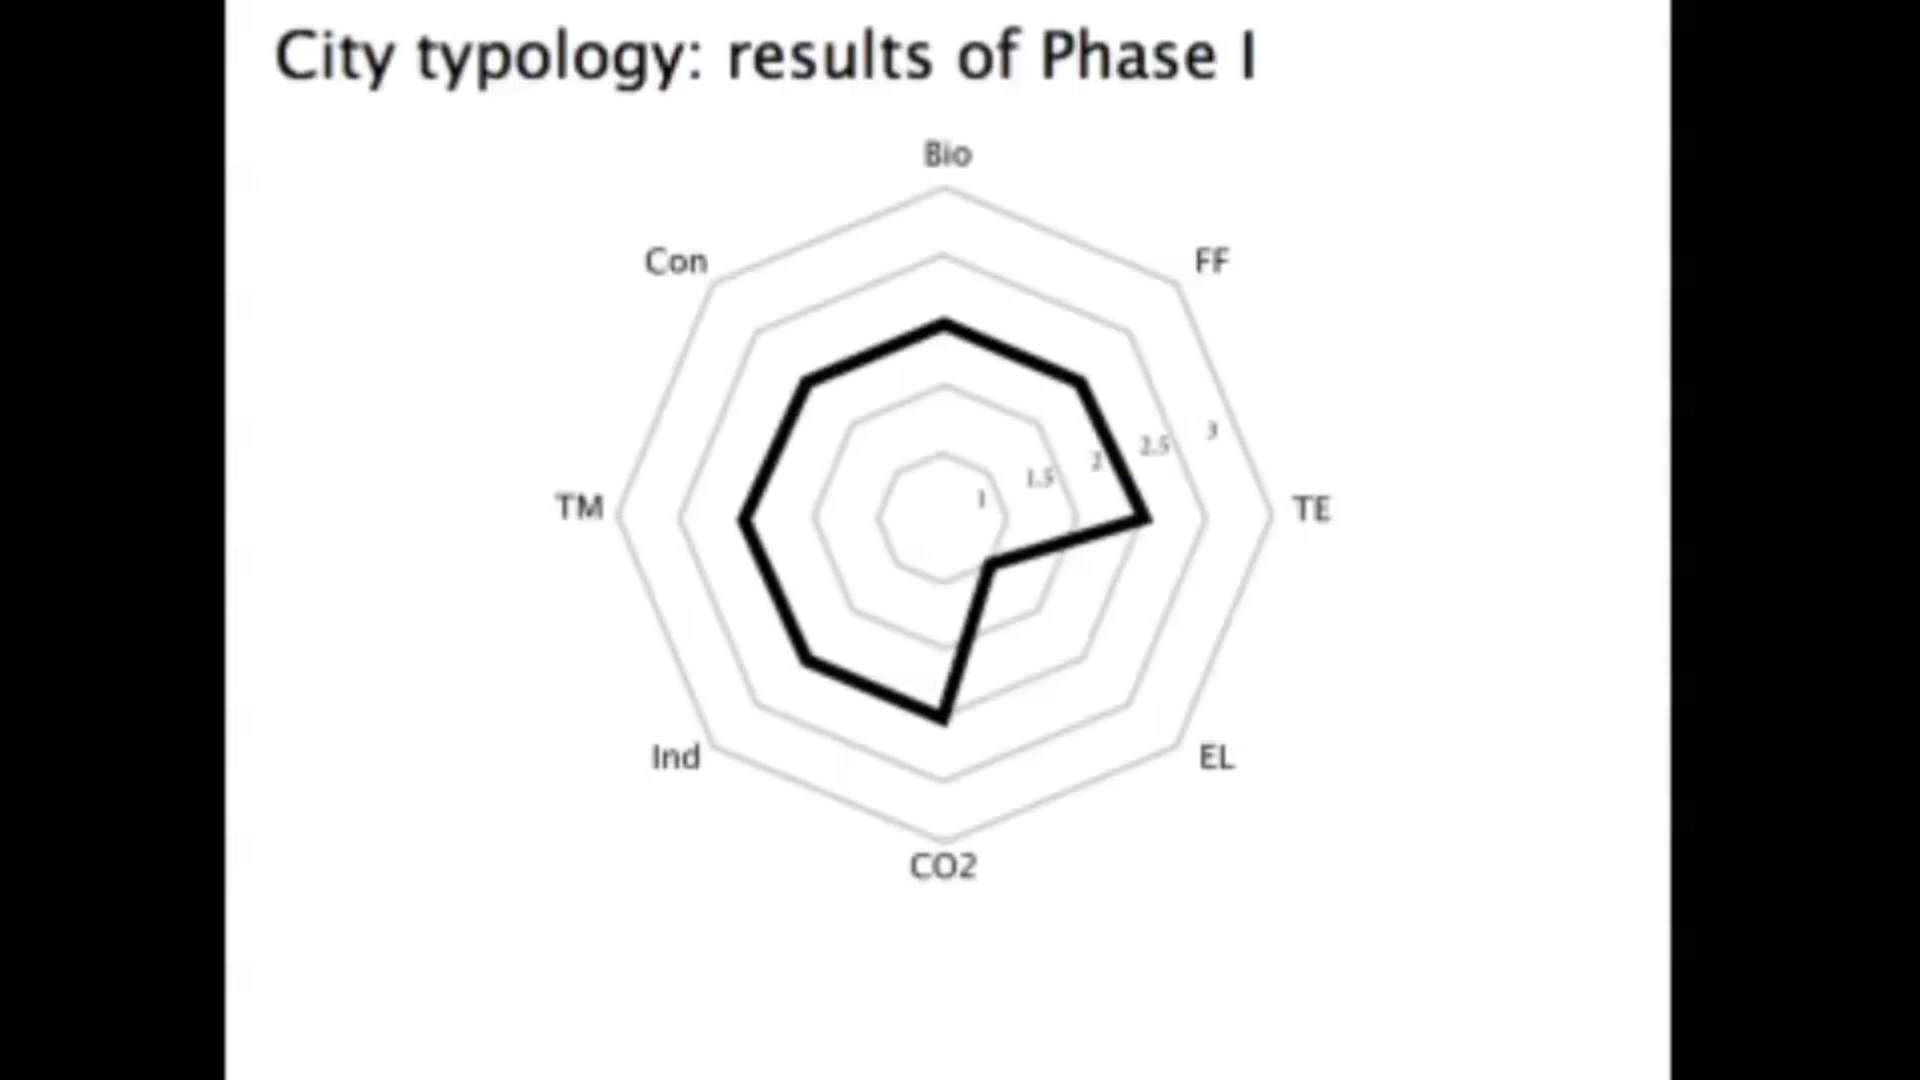 City typology: results of Phase I
Bio
Con
FF
3
2.5
2
1.5
1
TM
TE
Ind
EL
CO2